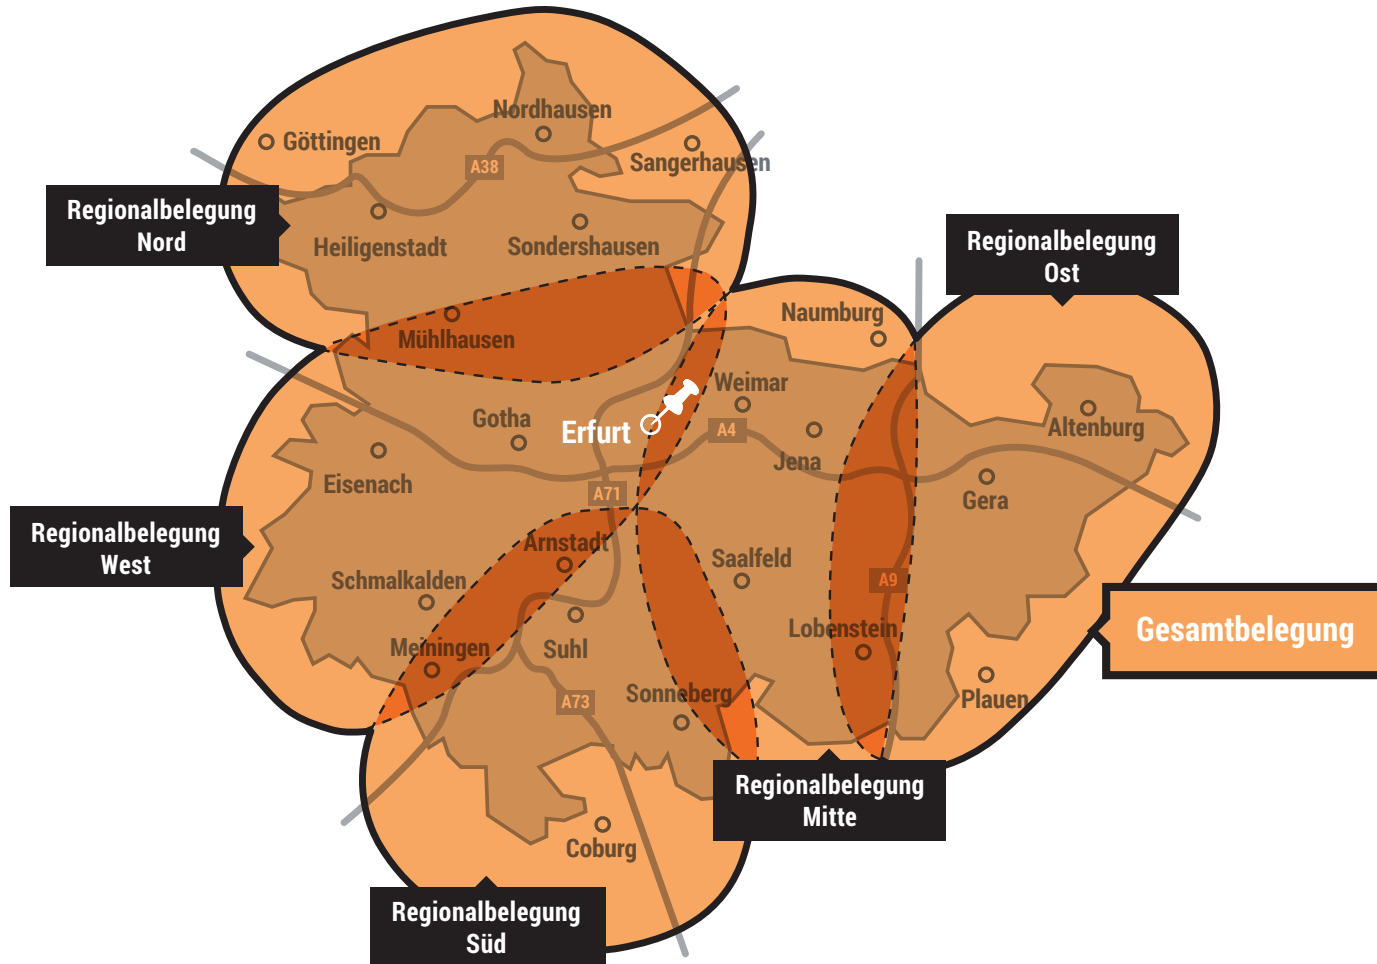 Nordhausen
Göttingen
Sangerhausen
A38
Regionalbelegung
Nord
Heiligenstadt
Sondershausen
Regionalbelegung
Ost
Naumburg
Mühlhausen
Weimar
Gotha
Erfurt
A4
Altenburg
Jena
Eisenach
A71
Gera
Regionalbelegung
West
Arnstadt
Saalfeld
Schmalkalden
A9
Lobenstein
Gesamtbelegung
Meiningen
Suhl
Sonneberg
A73
Plauen
Regionalbelegung
Mitte
Coburg
Regionalbelegung
Süd